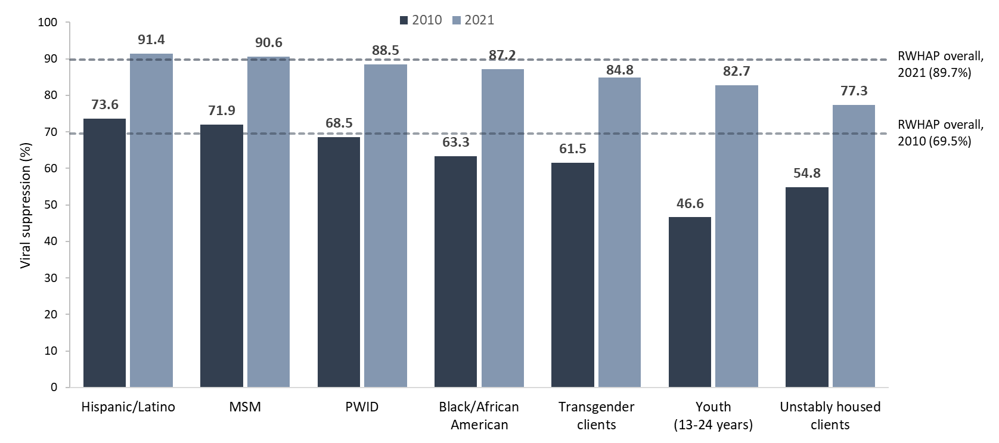 2010 2021
100
90
80
70
60
50
40
30
20
10
0
Viral suppression (%)
73.6 91.4
71.9 90.6
68.5 88.5
63.3 87.2
61.5 84.8
46.6 82.7
54.8 77.3
RWHAP overall,
2021 (89.7%)
RWHAP overall,
2010 (69.5%)
Hispanic/Latino
MSM
PWID
Black/African
American
Transgender
clients
Youth
(13-24 years)
Unstably housed
clients